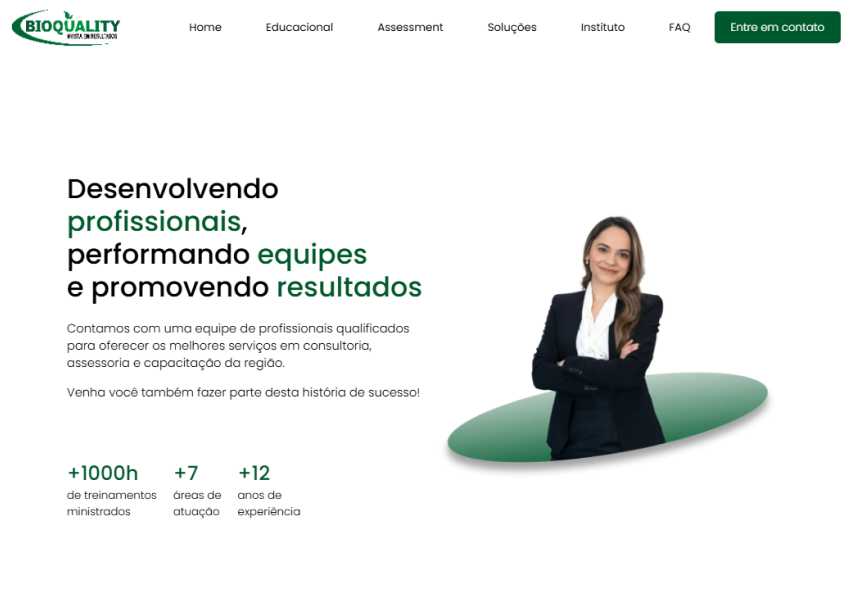 BIOQUALITY
INVISTA EM RESULTADOS
Home
Educacional
Assessment
Soluções
Instituto
FAQ
Entre em contato
Desenvolvendo
profissionais,
performando equipes
e promovendo resultados
Contamos com uma equipe de profissionais qualificados
para oferecer os melhores serviços em consultoria,
assessoria e capacitação da região.
Venha você também fazer parte desta história de sucesso!
+1000h
de treinamentos
ministrados
+7
áreas de
atuação
+12
anos de
experiência